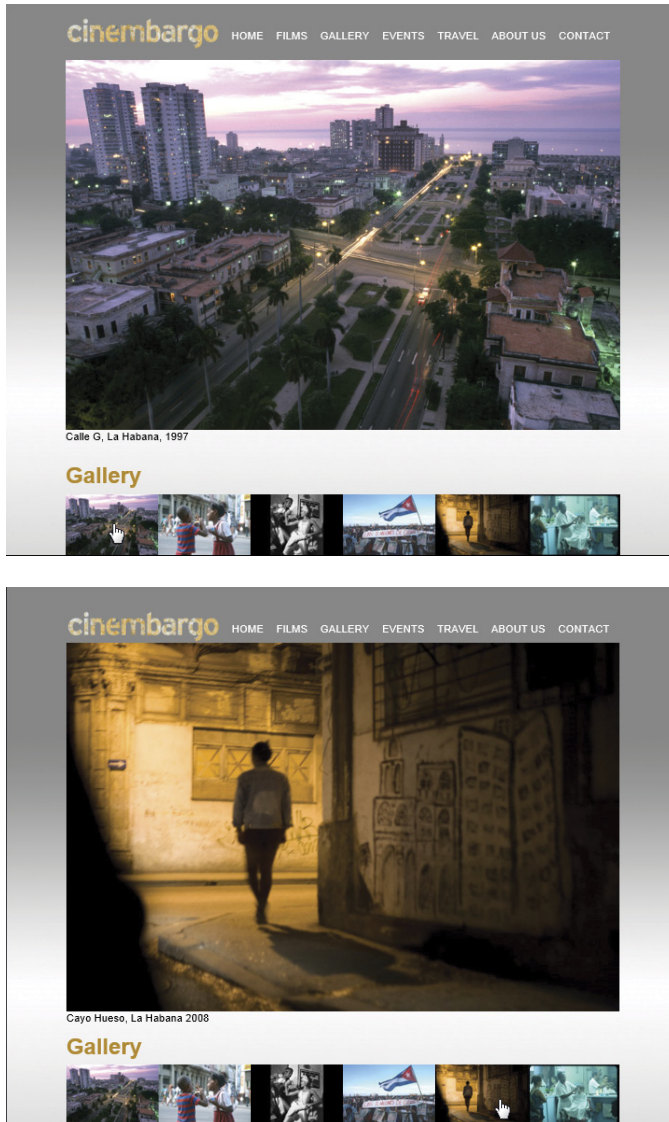 cinembargo HOME FILMS GALLERY EVENTS TRAVEL ABOUT US CONTACT
Calle G, La Habana, 1997
Gallery
cinembargo HOME FILMS GALLERY EVENTS TRAVEL ABOUT US CONTACT
Cayo Hueso, La Habana 2008
Gallery